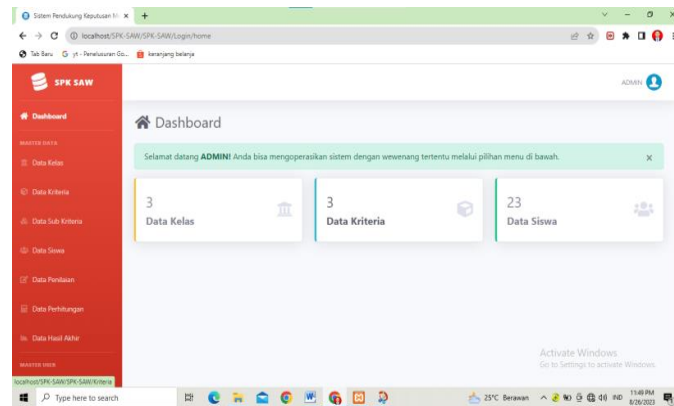 Sistem Pendukung Keputusan M
localhost/SPK-SAW/SPK-SAW/Login/home
Tab Baru
yt - Penelusuran Go...
keranjang belanja
SPK SAW
ADMIN
Dashboard
Dashboard
MASTER DATA
Selamat datang ADMIN! Anda bisa mengoperasikan sistem dengan wewenang tertentu melalui pilihan menu di bawah.
Data Kelas
Data Kriteria
Data Sub Kriteria
Data Siswa
Data Penilaian
Data Perhitungan
Data Hasil Akhir
MASTER USER
3
Data Kelas
3
Data Kriteria
23
Data Siswa
Activate Windows
Go to Settings to activate Windows.
localhost/SPK-SAW/SPK-SAW/Kriteria
Type here to search
25°C Berawan
IND
11:49 PM
8/26/2023